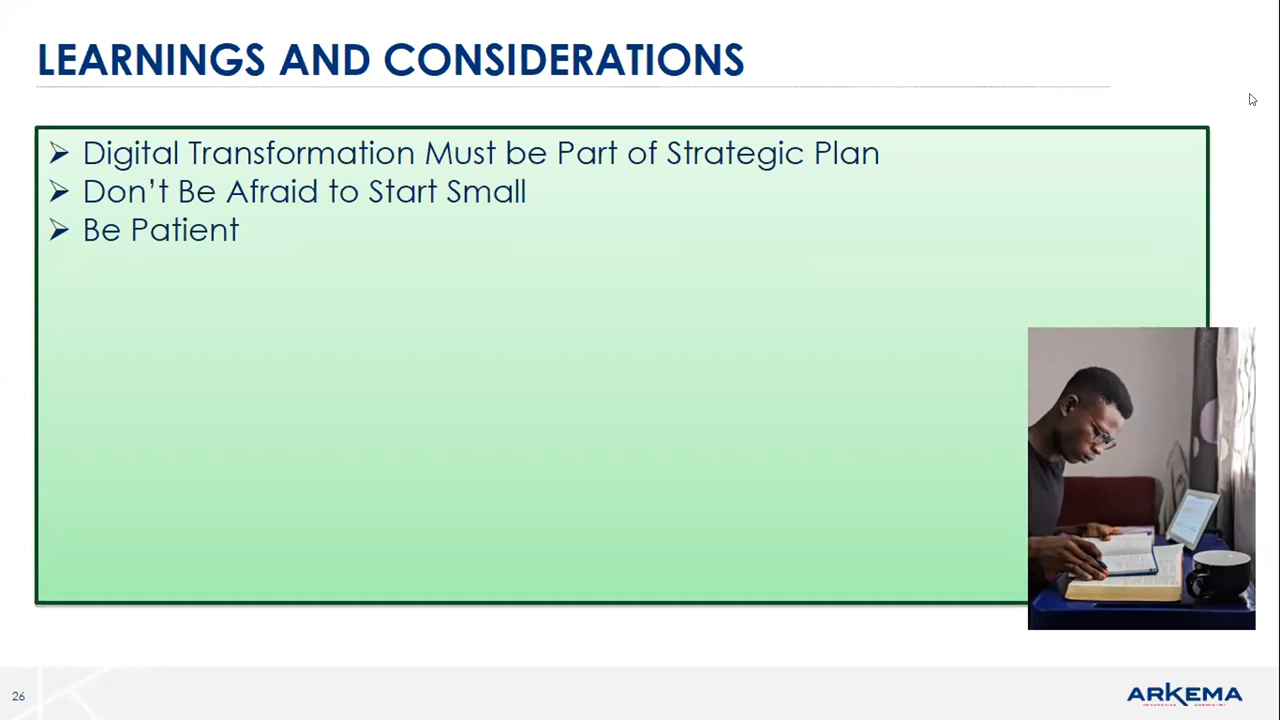 LEARNINGS AND CONSIDERATIONS
➢ Digital Transformation Must be Part of Strategic Plan
➢ Don’t Be Afraid to Start Small
➢ Be Patient
26
ARKEMA